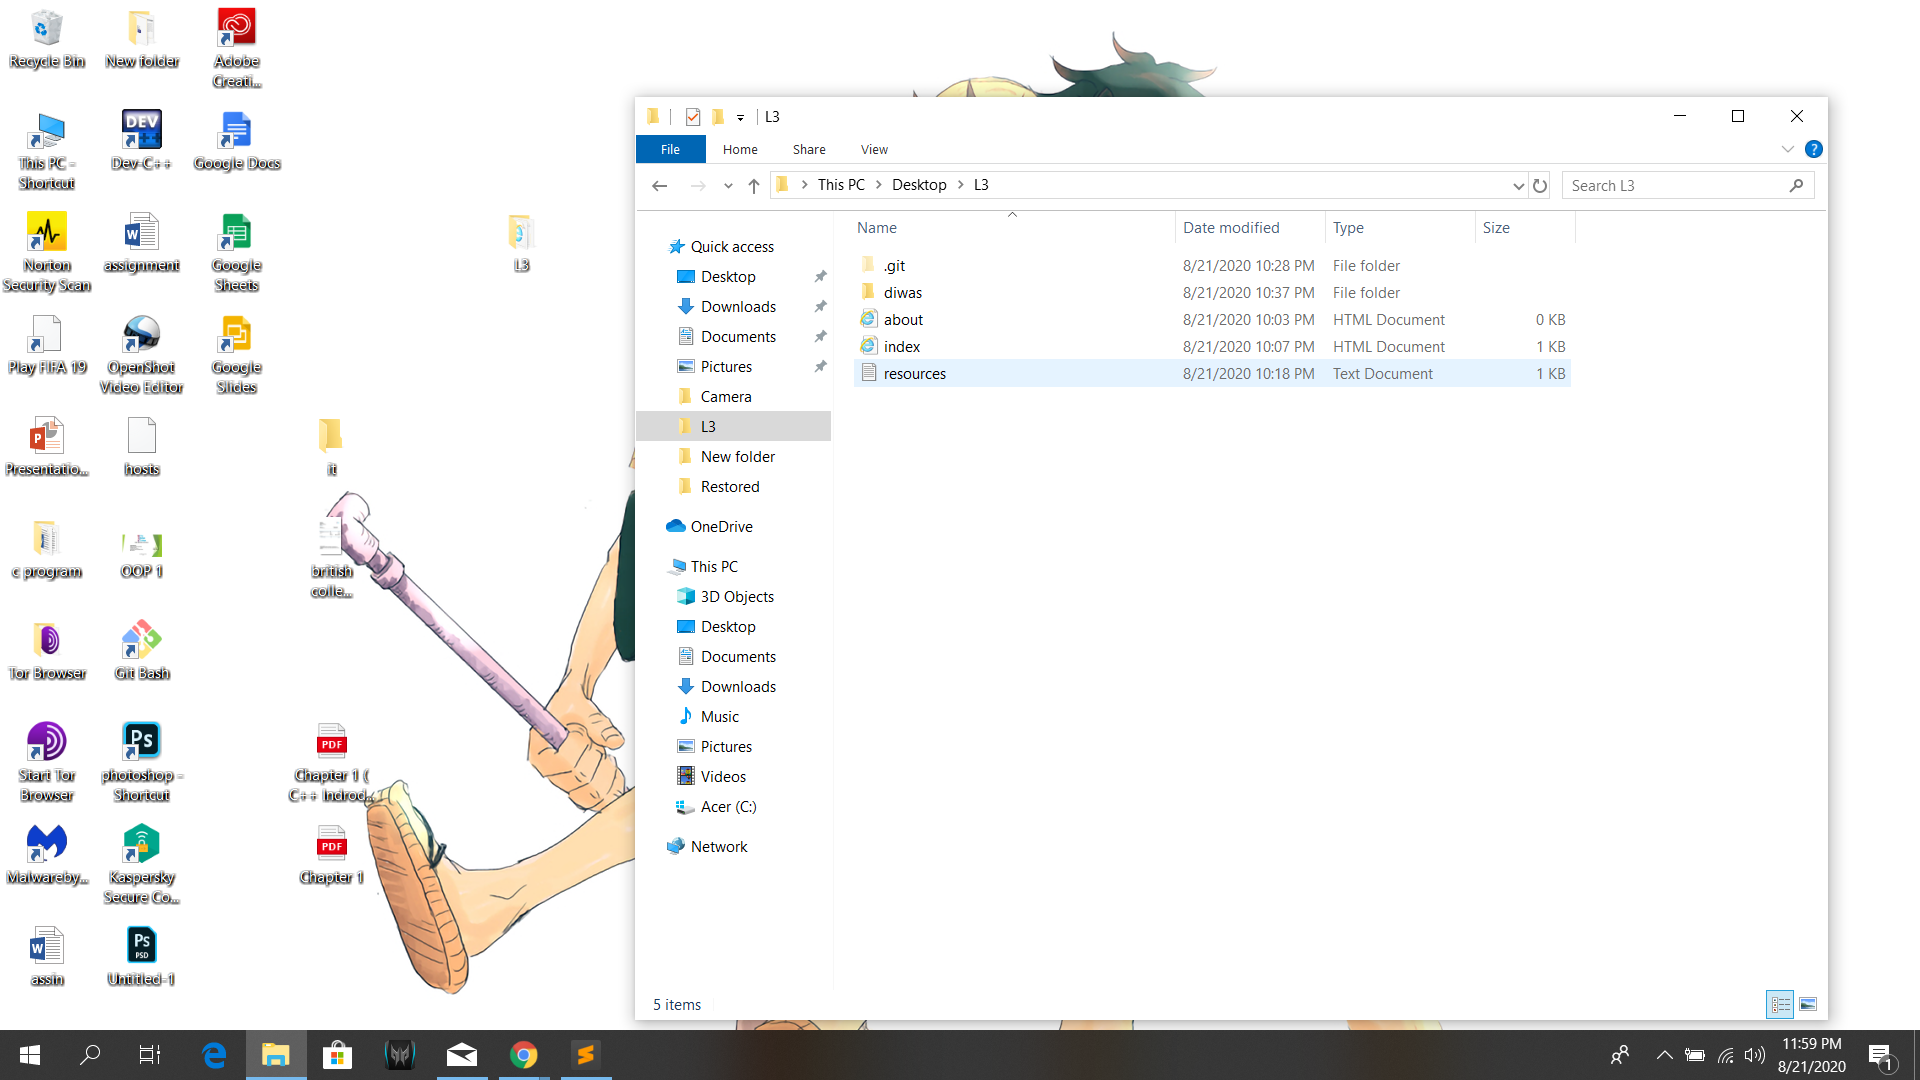 Recycle Bin
New folder
Adobe
Creati...
This PC -
Shortcut
DEV
Dev-C++
Google Docs
Norton
Security Scan
assignment
Google
Sheets
L3
Play FIFA 19
OpenShot
Video Editor
Google
Slides
Presentatio...
hosts
it
c program
OOP 1
british
colle...
Tor Browser
Git Bash
Start Tor
Browser
Ps
photoshop -
Shortcut
PDF
Chapter 1 (
C++ Indrod...
Malwareby...
Kaspersky
Secure Co...
PDF
Chapter 1
assin
Ps
PSD
Untitled-1
L3
File
Home
Share
View
This PC
Desktop
L3
Search L3
Name
Date modified
Type
Size
Quick access
Desktop
Downloads
Documents
Pictures
Camera
L3
New folder
Restored
OneDrive
This PC
3D Objects
Desktop
Documents
Downloads
Music
Pictures
Videos
Acer (C:)
Network
.git 8/21/2020 10:28 PM File folder
diwas 8/21/2020 10:37 PM File folder
about 8/21/2020 10:03 PM HTML Document 0 KB
index 8/21/2020 10:07 PM HTML Document 1 KB
resources 8/21/2020 10:18 PM Text Document 1 KB
5 items
11:59 PM
8/21/2020
1